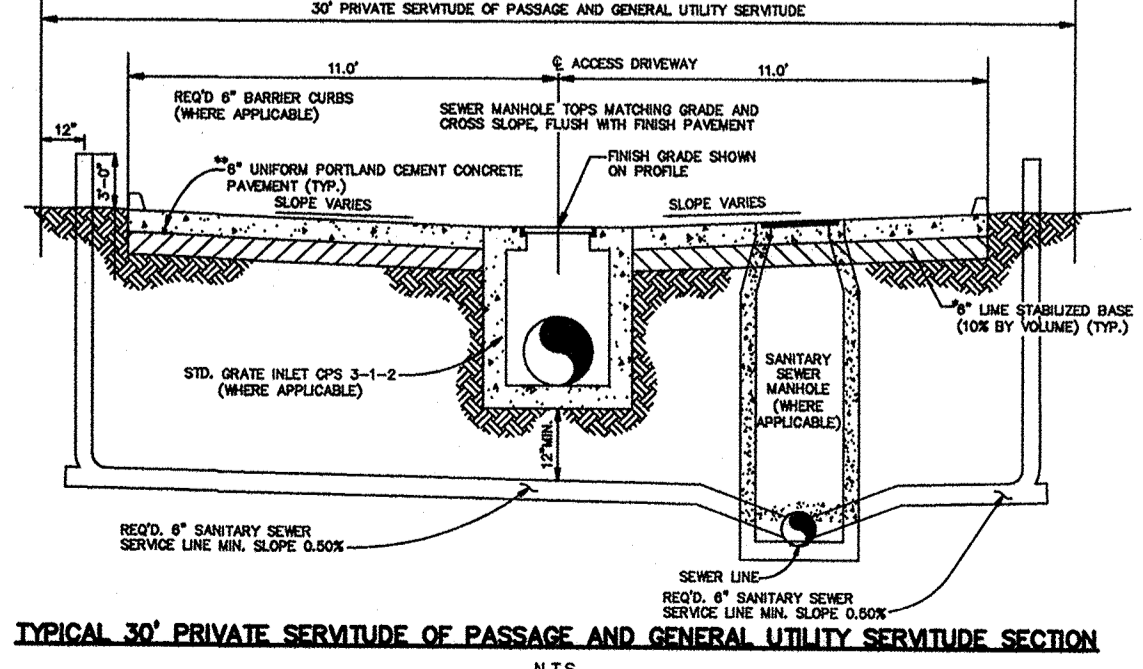 30' PRIVATE SERVITUDE OF PASSAGE AND GENERAL UTILITY SERVITUDE
℄ ACCESS DRIVEWAY
11.0'
11.0'
REQ'D 6" BARRIER CURBS
(WHERE APPLICABLE)
SEWER MANHOLE TOPS MATCHING GRADE AND
CROSS SLOPE, FLUSH WITH FINISH PAVEMENT
12"
3'-0"
**8" UNIFORM PORTLAND CEMENT CONCRETE
PAVEMENT (TYP.)
FINISH GRADE SHOWN
ON PROFILE
SLOPE VARIES
SLOPE VARIES
*8" LIME STABILIZED BASE
(10% BY VOLUME) (TYP.)
STD. GRATE INLET CPS 3-1-2
(WHERE APPLICABLE)
SANITARY
SEWER
MANHOLE
(WHERE
APPLICABLE)
12"MIN.
REQ'D. 6" SANITARY SEWER
SERVICE LINE MIN. SLOPE 0.50%
SEWER LINE
REQ'D. 6" SANITARY SEWER
SERVICE LINE MIN. SLOPE 0.50%
TYPICAL 30' PRIVATE SERVITUDE OF PASSAGE AND GENERAL UTILITY SERVITUDE SECTION
N.T.S.